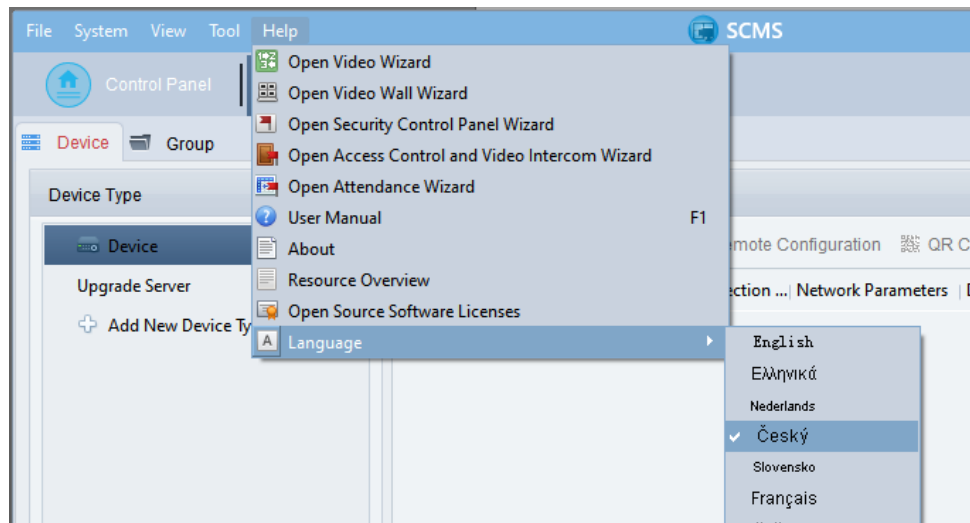 File System View Tool Help SCMS
Control Panel
Open Video Wizard
Open Video Wall Wizard
Open Security Control Panel Wizard
Device Group
Open Access Control and Video Intercom Wizard
Device Type
Open Attendance Wizard
User Manual F1
Device
About
emote Configuration QR C
Upgrade Server
Resource Overview
ection ...| Network Parameters |
Add New Device Ty
Open Source Software Licenses
A Language
English
Ελληνικά
Nederlands
Český
Slovensko
Français